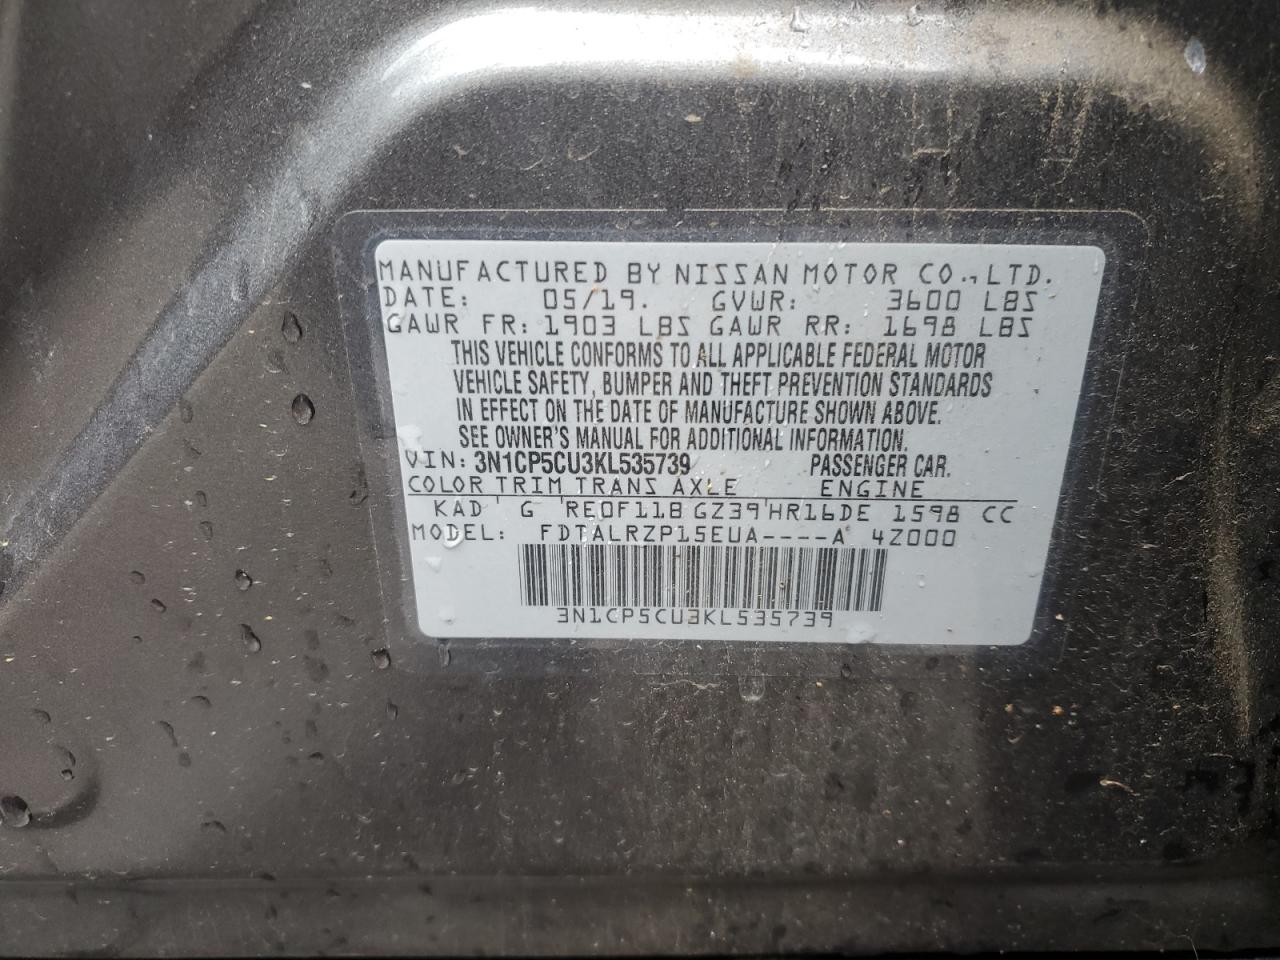 MANUFACTURED BY NISSAN MOTOR CO., LTD.
DATE: 05/19. GVWR: 3600 LBS
GAWR FR: 1903 LBS GAWR RR: 1698 LBS
THIS VEHICLE CONFORMS TO ALL APPLICABLE FEDERAL MOTOR
VEHICLE SAFETY, BUMPER AND THEFT PREVENTION STANDARDS
IN EFFECT ON THE DATE OF MANUFACTURE SHOWN ABOVE.
SEE OWNER'S MANUAL FOR ADDITIONAL INFORMATION.
VIN: 3N1CP5CU3KL535739 PASSENGER CAR.
COLOR TRIM TRANS AXLE ENGINE
KAD G RE0F11B GZ39 HR16DE 1598 CC
MODEL: FDTALRZP15EUA----A 4Z000
3N1CP5CU3KL535739